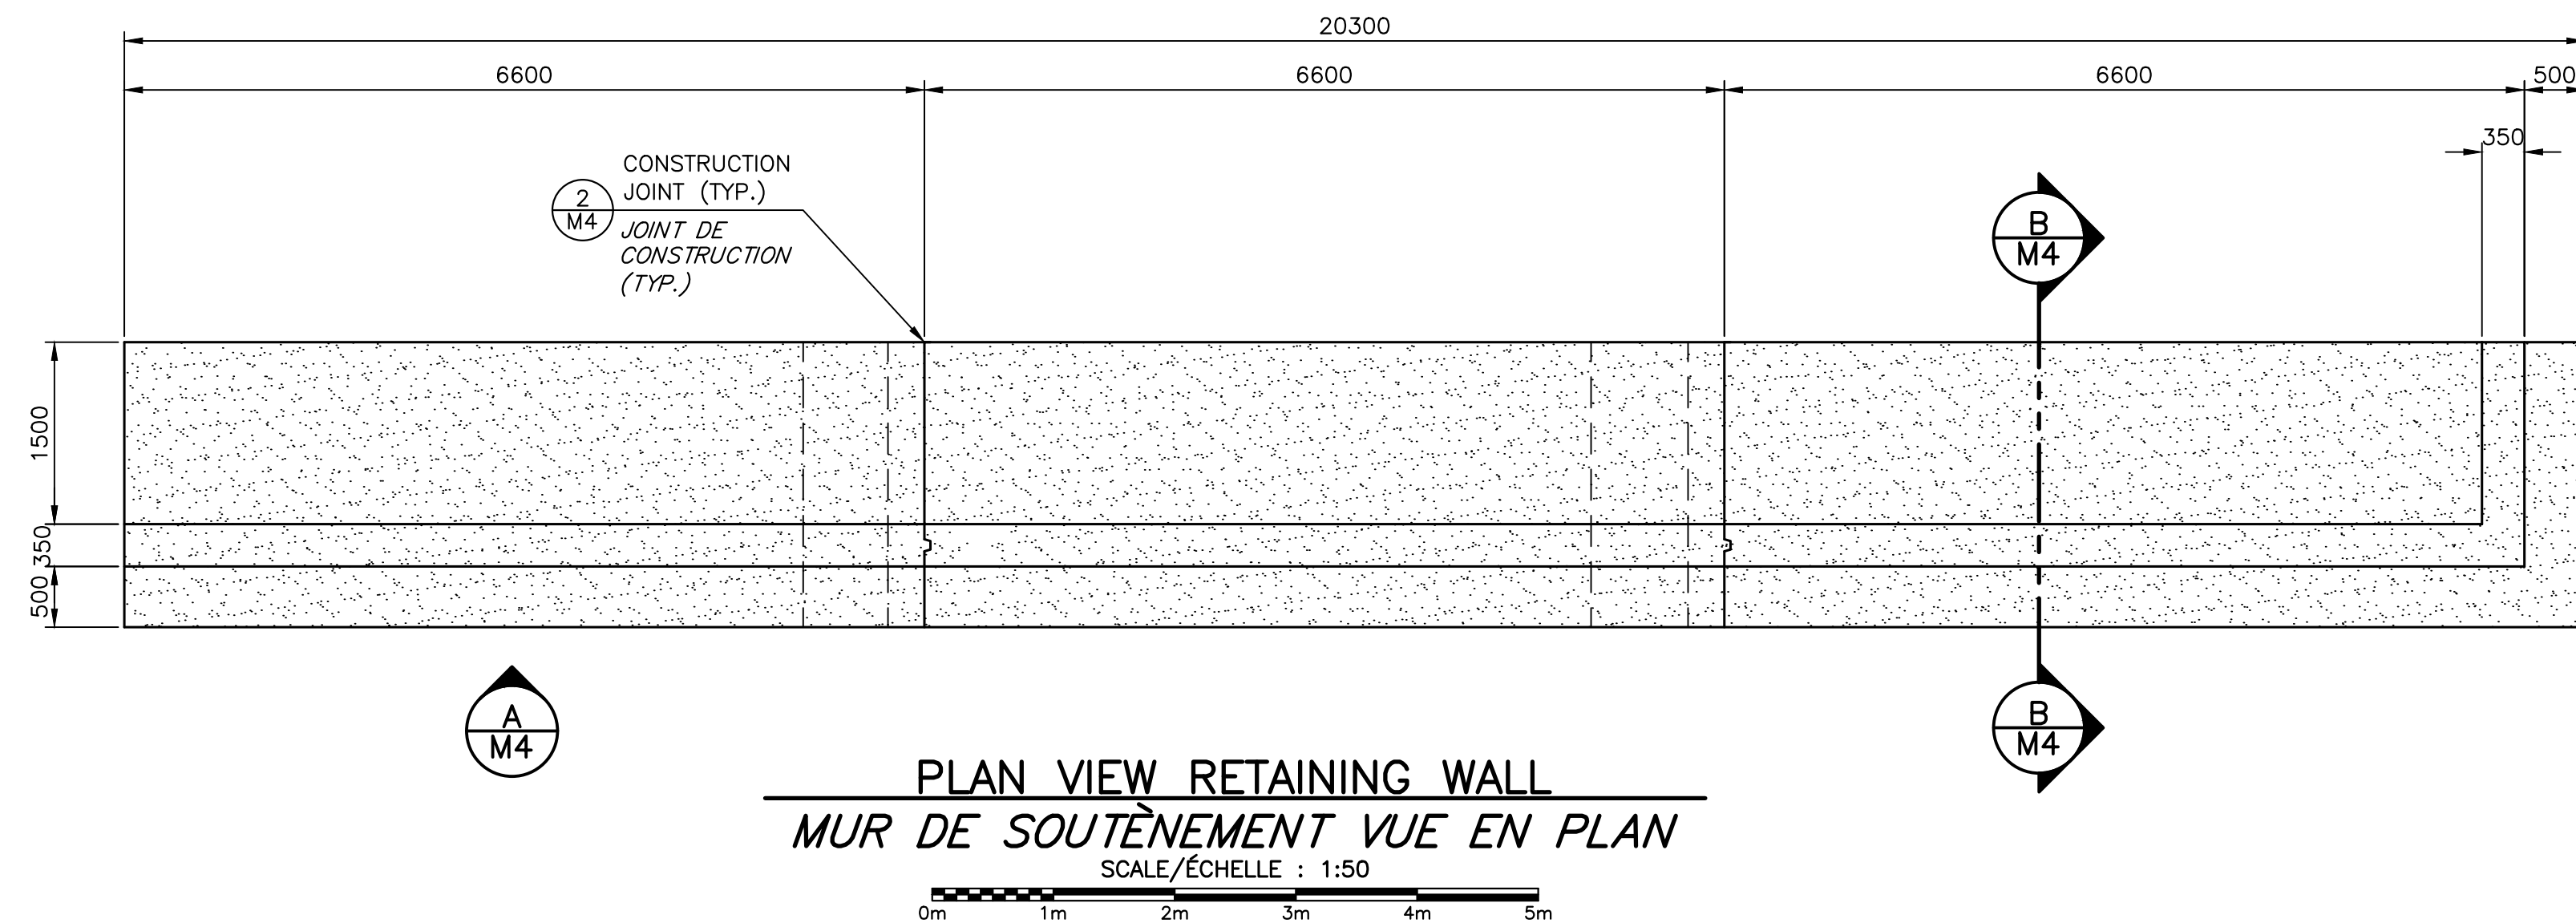 20300
6600
6600
6600
500
350
CONSTRUCTION
JOINT (TYP.)
2
M4
JOINT DE
CONSTRUCTION
(TYP.)
B
M4
1500
350
500
A
M4
B
M4
PLAN VIEW RETAINING WALL
MUR DE SOUTÈNEMENT VUE EN PLAN
SCALE/ÉCHELLE : 1:50
0m 1m 2m 3m 4m 5m